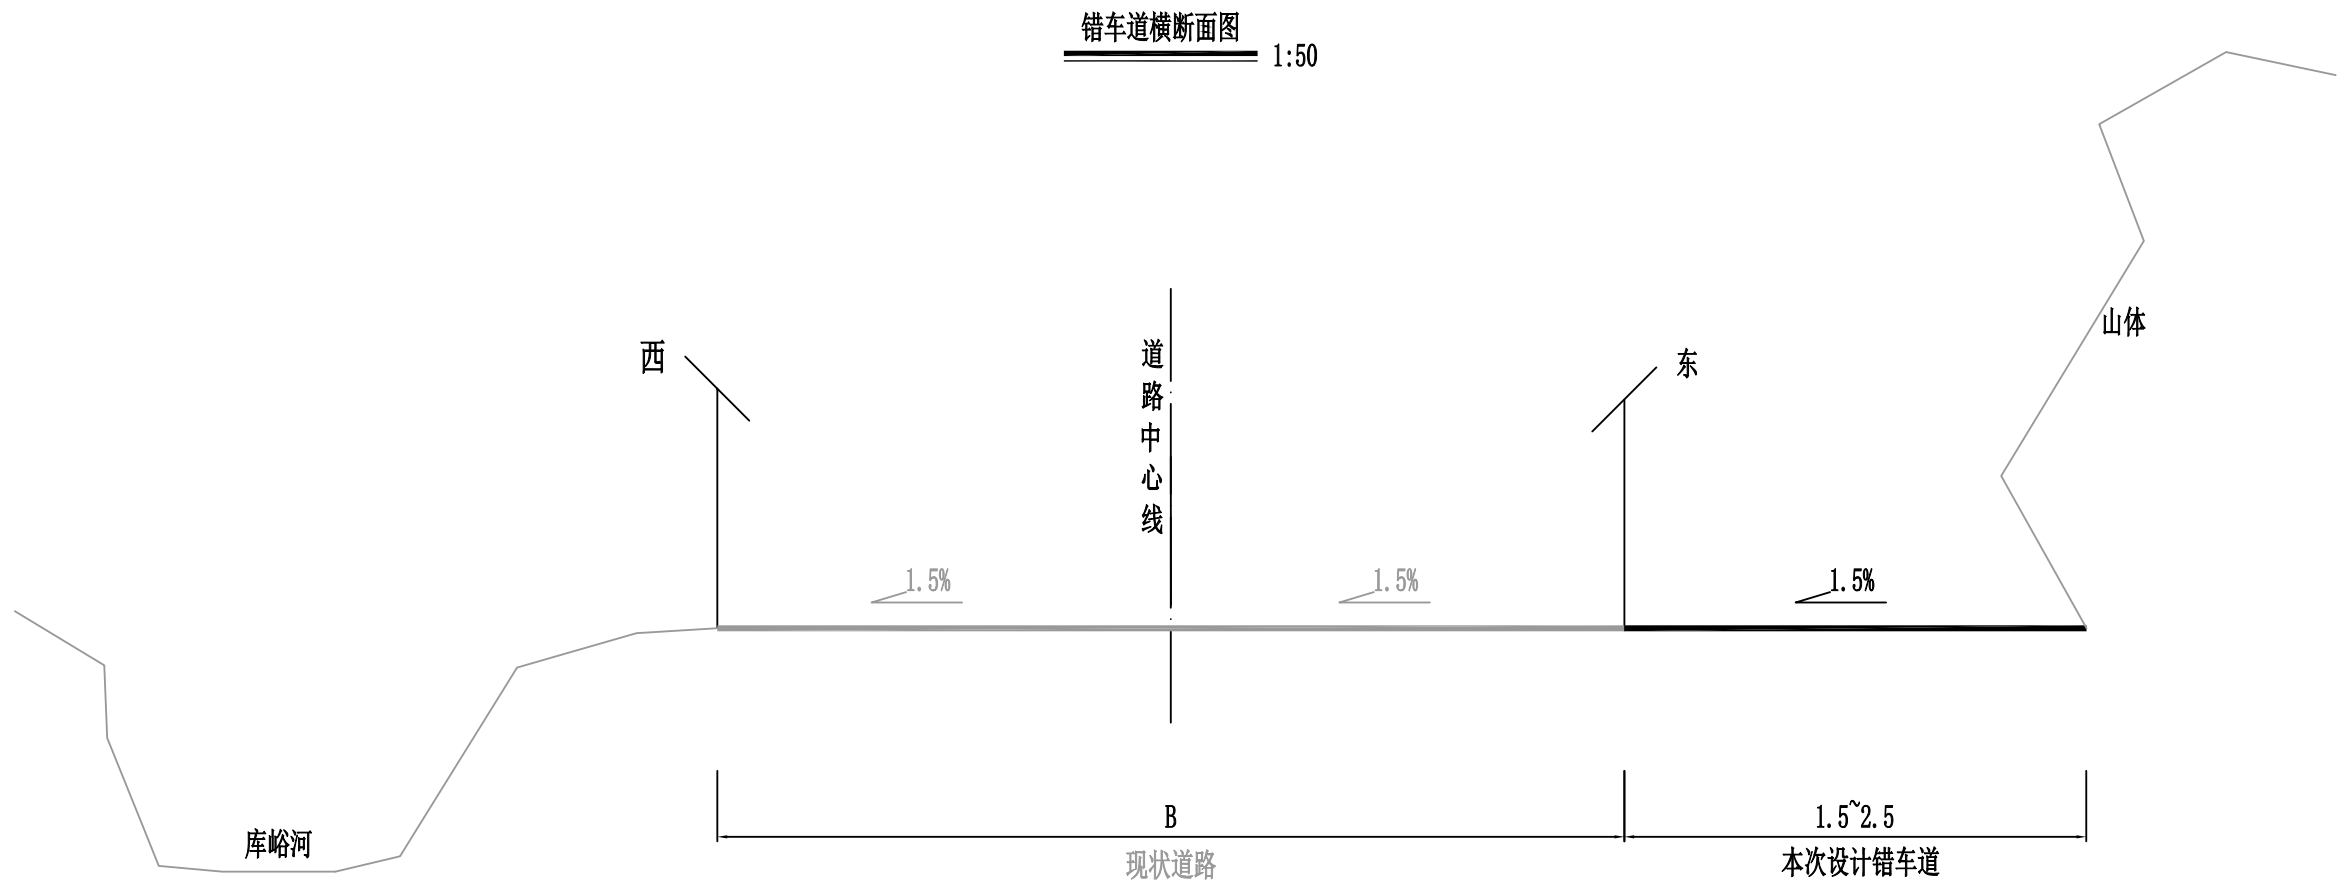 错车道横断面图
1:50
山体
西
道路中心线
东
1.5%
1.5%
1.5%
B
1.5~2.5
库峪河
现状道路
本次设计错车道